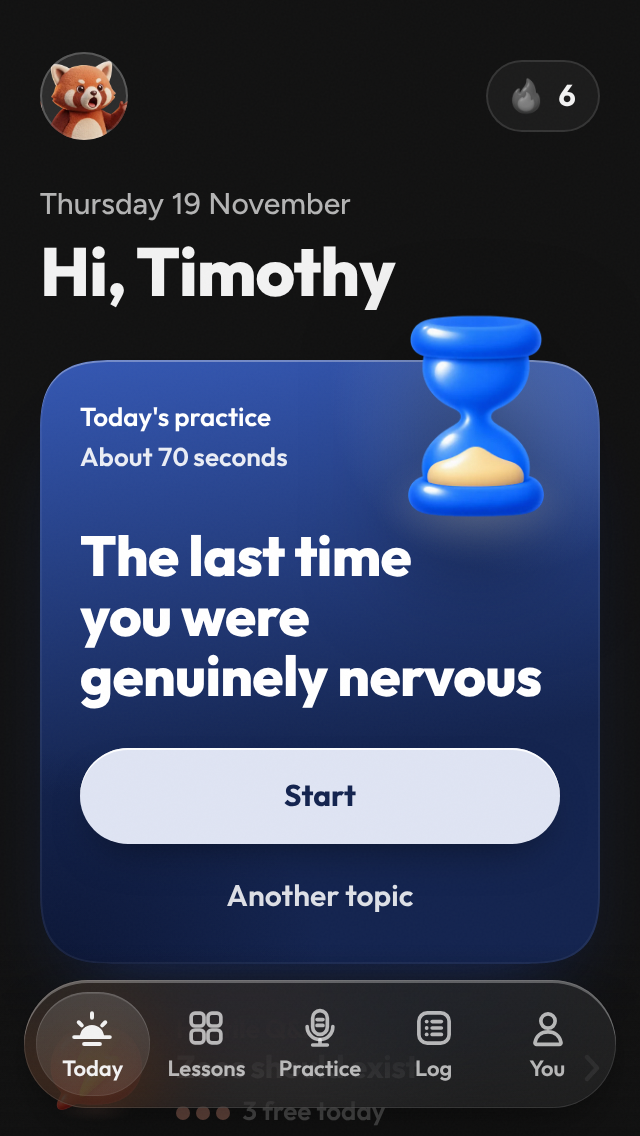 6
Thursday 19 November
Hi, Timothy
Today's practice
About 70 seconds
The last time
you were
genuinely nervous
Start
Another topic
Today
Lessons
Practice
Log
You
3 free today